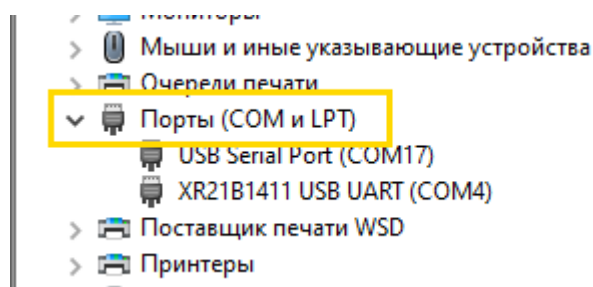 Мониторы
Мыши и иные указывающие устройства
Очереди печати
Порты (COM и LPT)
USB Serial Port (COM17)
XR21B1411 USB UART (COM4)
Поставщик печати WSD
Принтеры